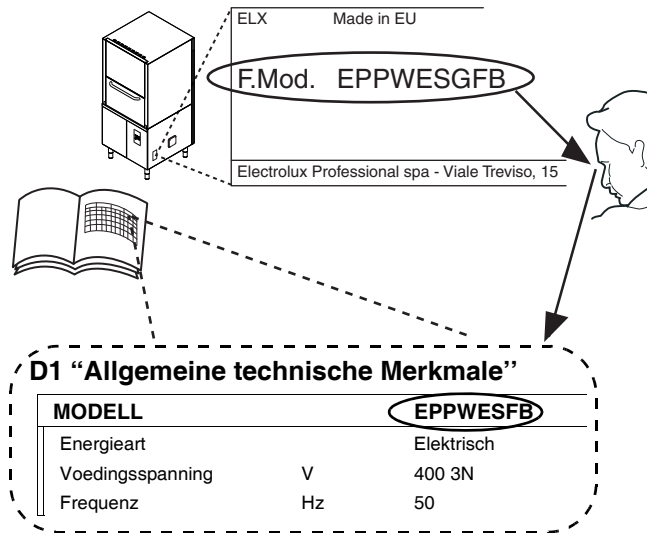 ELX Made in EU
F.Mod. EPPWESGFB
Electrolux Professional spa - Viale Treviso, 15
D1 “Allgemeine technische Merkmale’’
MODELL EPPWESFB
Energieart Elektrisch
Voedingsspanning V 400 3N
Frequenz Hz 50